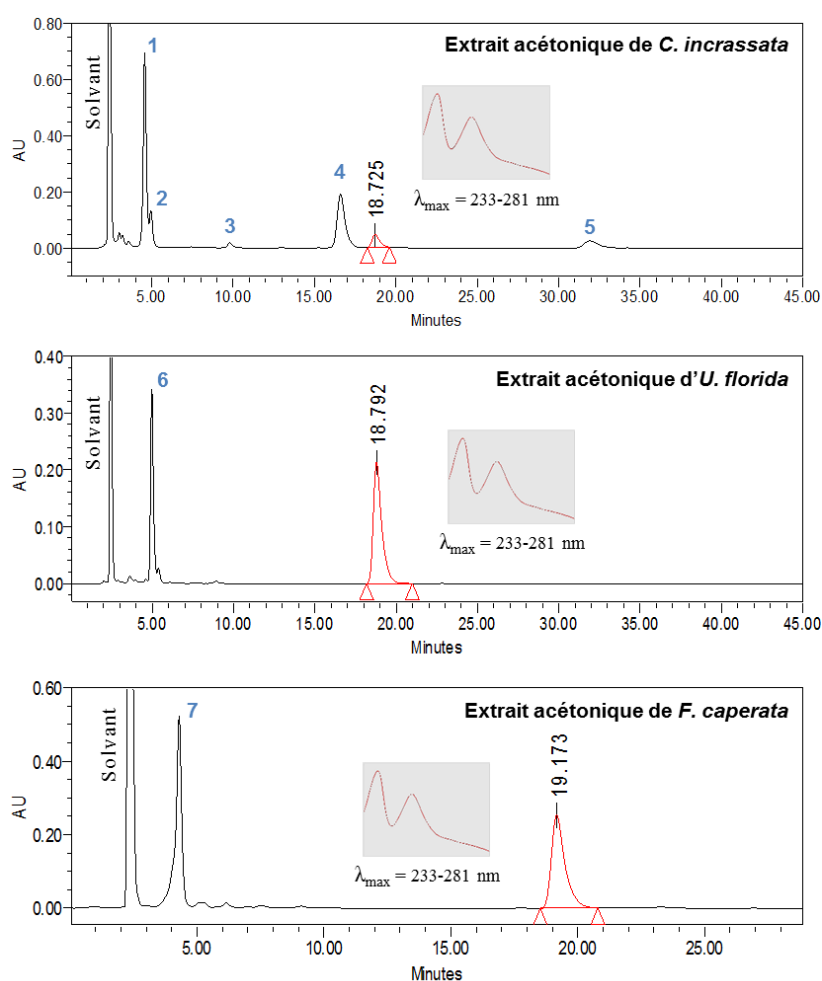 Extrait acétonique de C. incrassata
0.80
0.60
0.40
0.20
0.00
AU
Solvant
1
2
3
4
18.725
5
λmax = 233-281 nm
5.00 10.00 15.00 20.00 25.00 30.00 35.00 40.00 45.00
Minutes
Extrait acétonique d'U. florida
0.40
0.30
0.20
0.10
0.00
AU
Solvant
6
18.792
λmax = 233-281 nm
5.00 10.00 15.00 20.00 25.00 30.00 35.00 40.00 45.00
Minutes
Extrait acétonique de F. caperata
0.60
0.40
0.20
0.00
AU
Solvant
7
19.173
λmax = 233-281 nm
5.00 10.00 20.00
Minutes